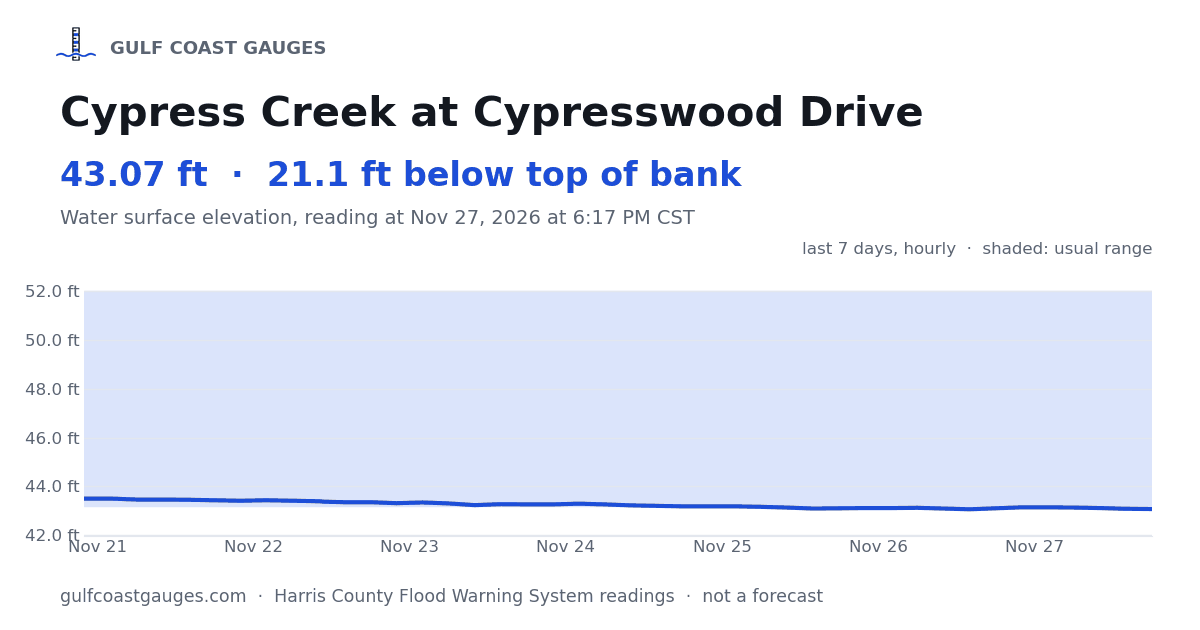 GULF COAST GAUGES
Cypress Creek at Cypresswood Drive
43.07 ft · 21.1 ft below top of bank
Water surface elevation, reading at Nov 27, 2026 at 6:17 PM CST
last 7 days, hourly · shaded: usual range
52.0 ft
50.0 ft
48.0 ft
46.0 ft
44.0 ft
42.0 ft
Nov 21 Nov 22 Nov 23 Nov 24 Nov 25 Nov 26 Nov 27
gulfcoastgauges.com · Harris County Flood Warning System readings · not a forecast